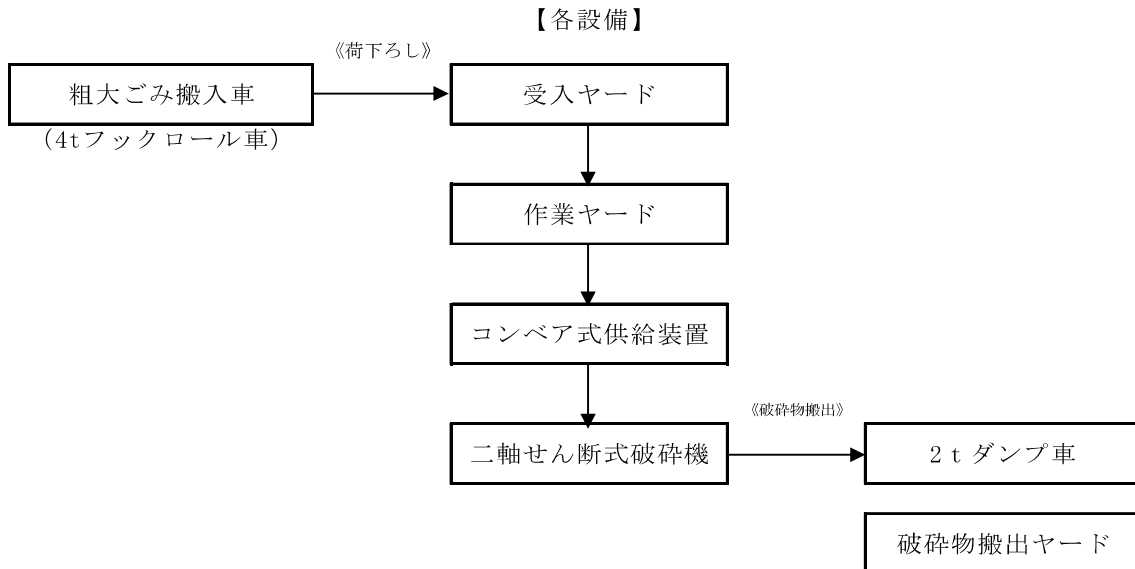 【各設備】
《荷下ろし》
粗大ごみ搬入車
受入ヤード
(4tフックロール車)
作業ヤード
コンベア式供給装置
《破砕物搬出》
二軸せん断式破砕機
2tダンプ車
破砕物搬出ヤード